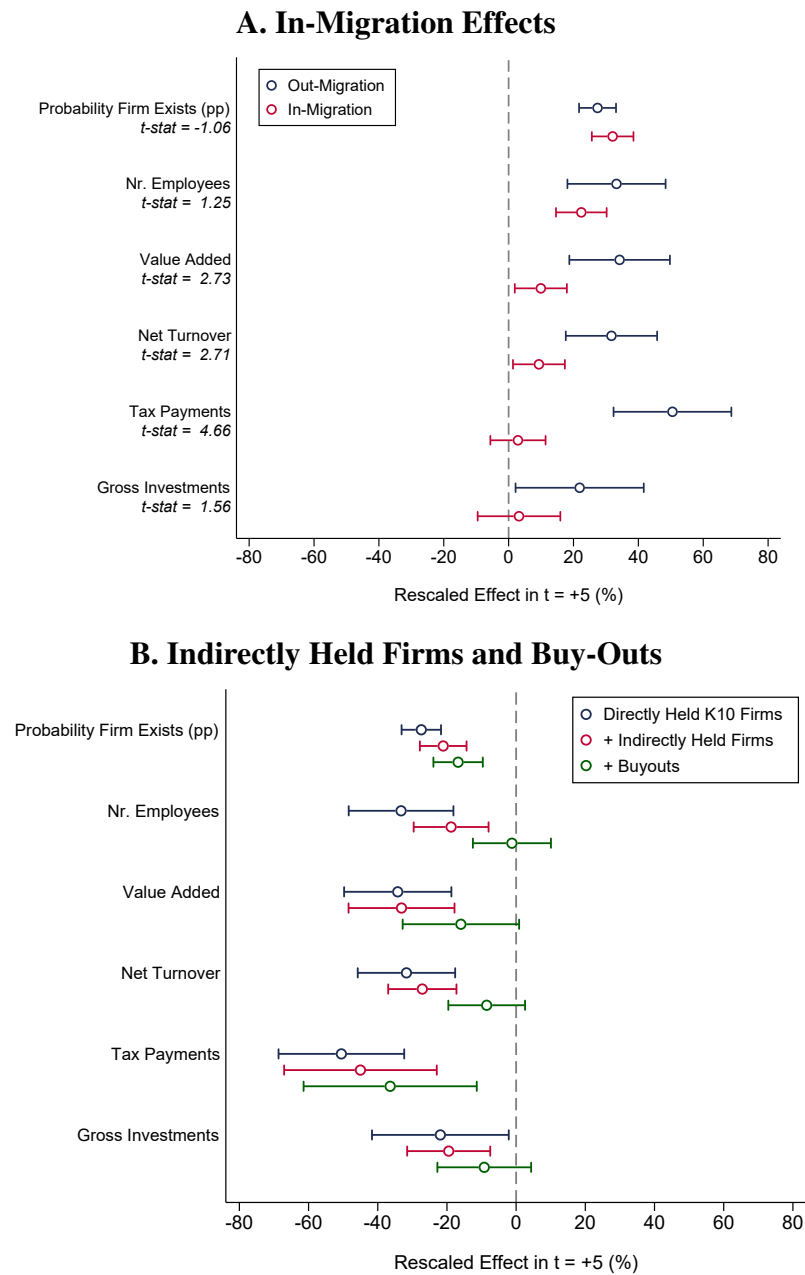 A. In-Migration Effects
Out-Migration
In-Migration
Probability Firm Exists (pp)
t-stat = -1.06
Nr. Employees
t-stat = 1.25
Value Added
t-stat = 2.73
Net Turnover
t-stat = 2.71
Tax Payments
t-stat = 4.66
Gross Investments
t-stat = 1.56
-80 -60 -40 -20 0 20 40 60 80
Rescaled Effect in t = +5 (%)
B. Indirectly Held Firms and Buy-Outs
Directly Held K10 Firms
+ Indirectly Held Firms
+ Buyouts
Probability Firm Exists (pp)
Nr. Employees
Value Added
Net Turnover
Tax Payments
Gross Investments
-80 -60 -40 -20 0 20 40 60 80
Rescaled Effect in t = +5 (%)